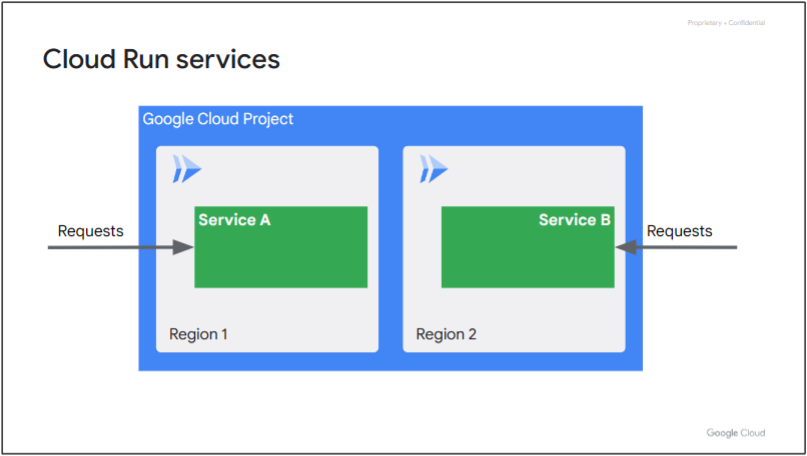 Proprietary + Confidential
Cloud Run services
Google Cloud Project
Service A
Service B
Requests
Requests
Region 1
Region 2
Google Cloud